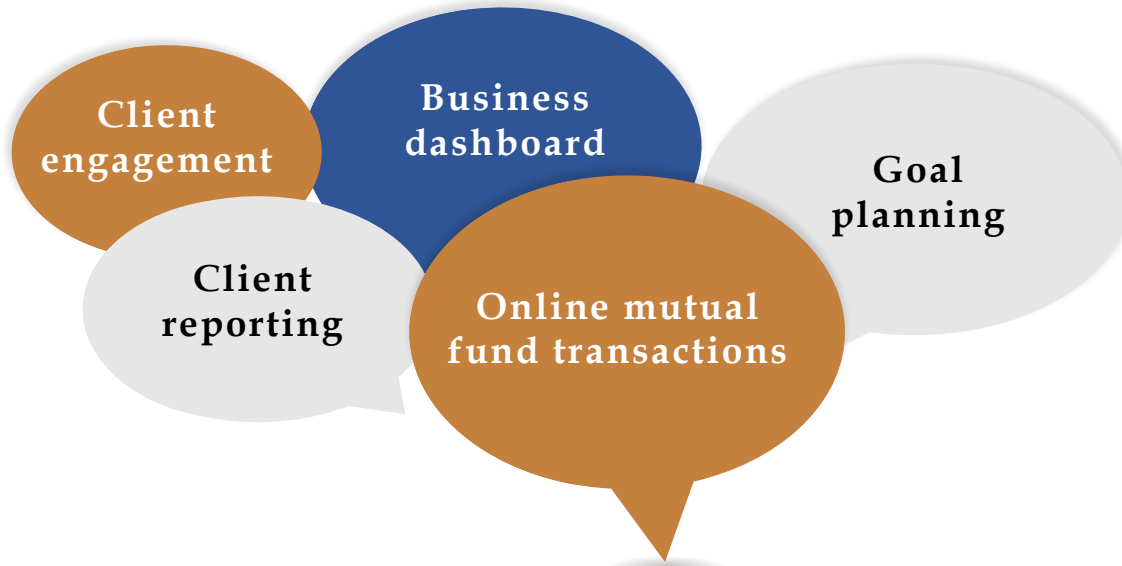 Client
engagement
Business
dashboard
Goal
planning
Client
reporting
Online mutual
fund transactions